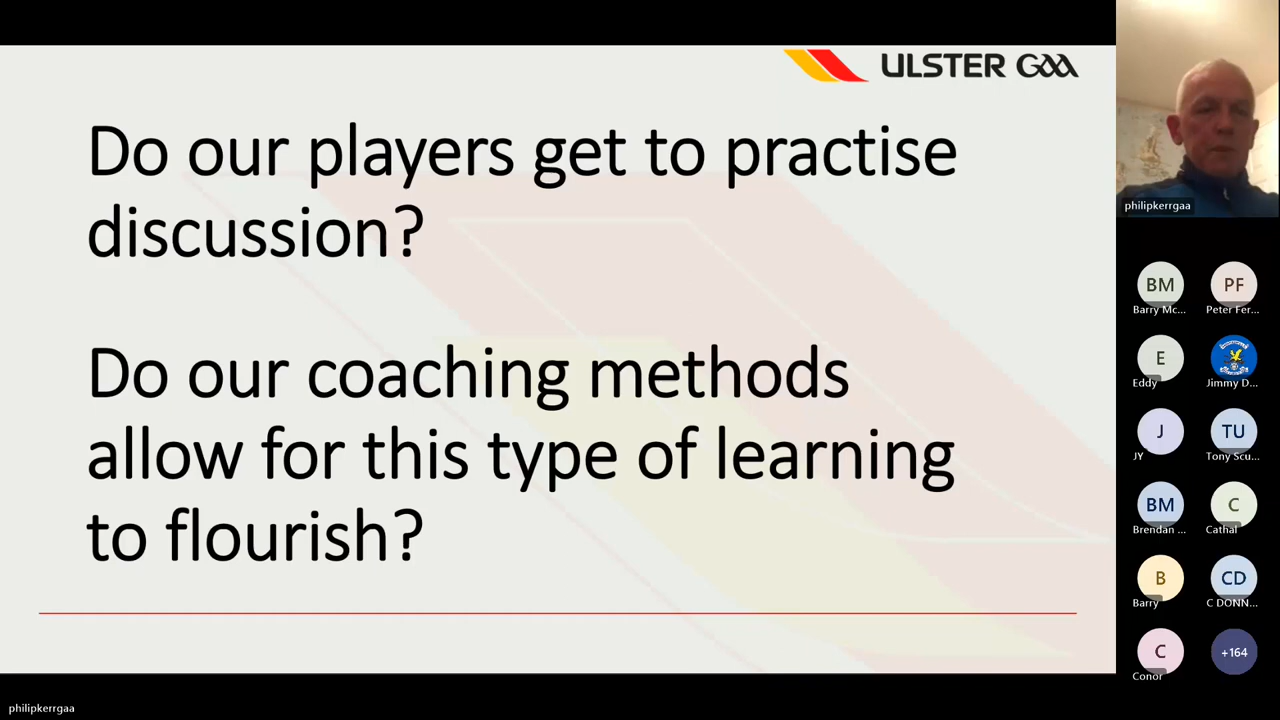 ULSTER GAA
Do our players get to practise
discussion?
Do our coaching methods
allow for this type of learning
to flourish?
philipkerrgaa
BM
PF
Barry Mc...
Peter Fer...
E
Eddy
Jimmy D...
J
TU
JY
Tony Scu...
BM
C
Brendan ...
Cathal
B
CD
Barry
C DONN...
C
+164
Conor
philipkerrgaa